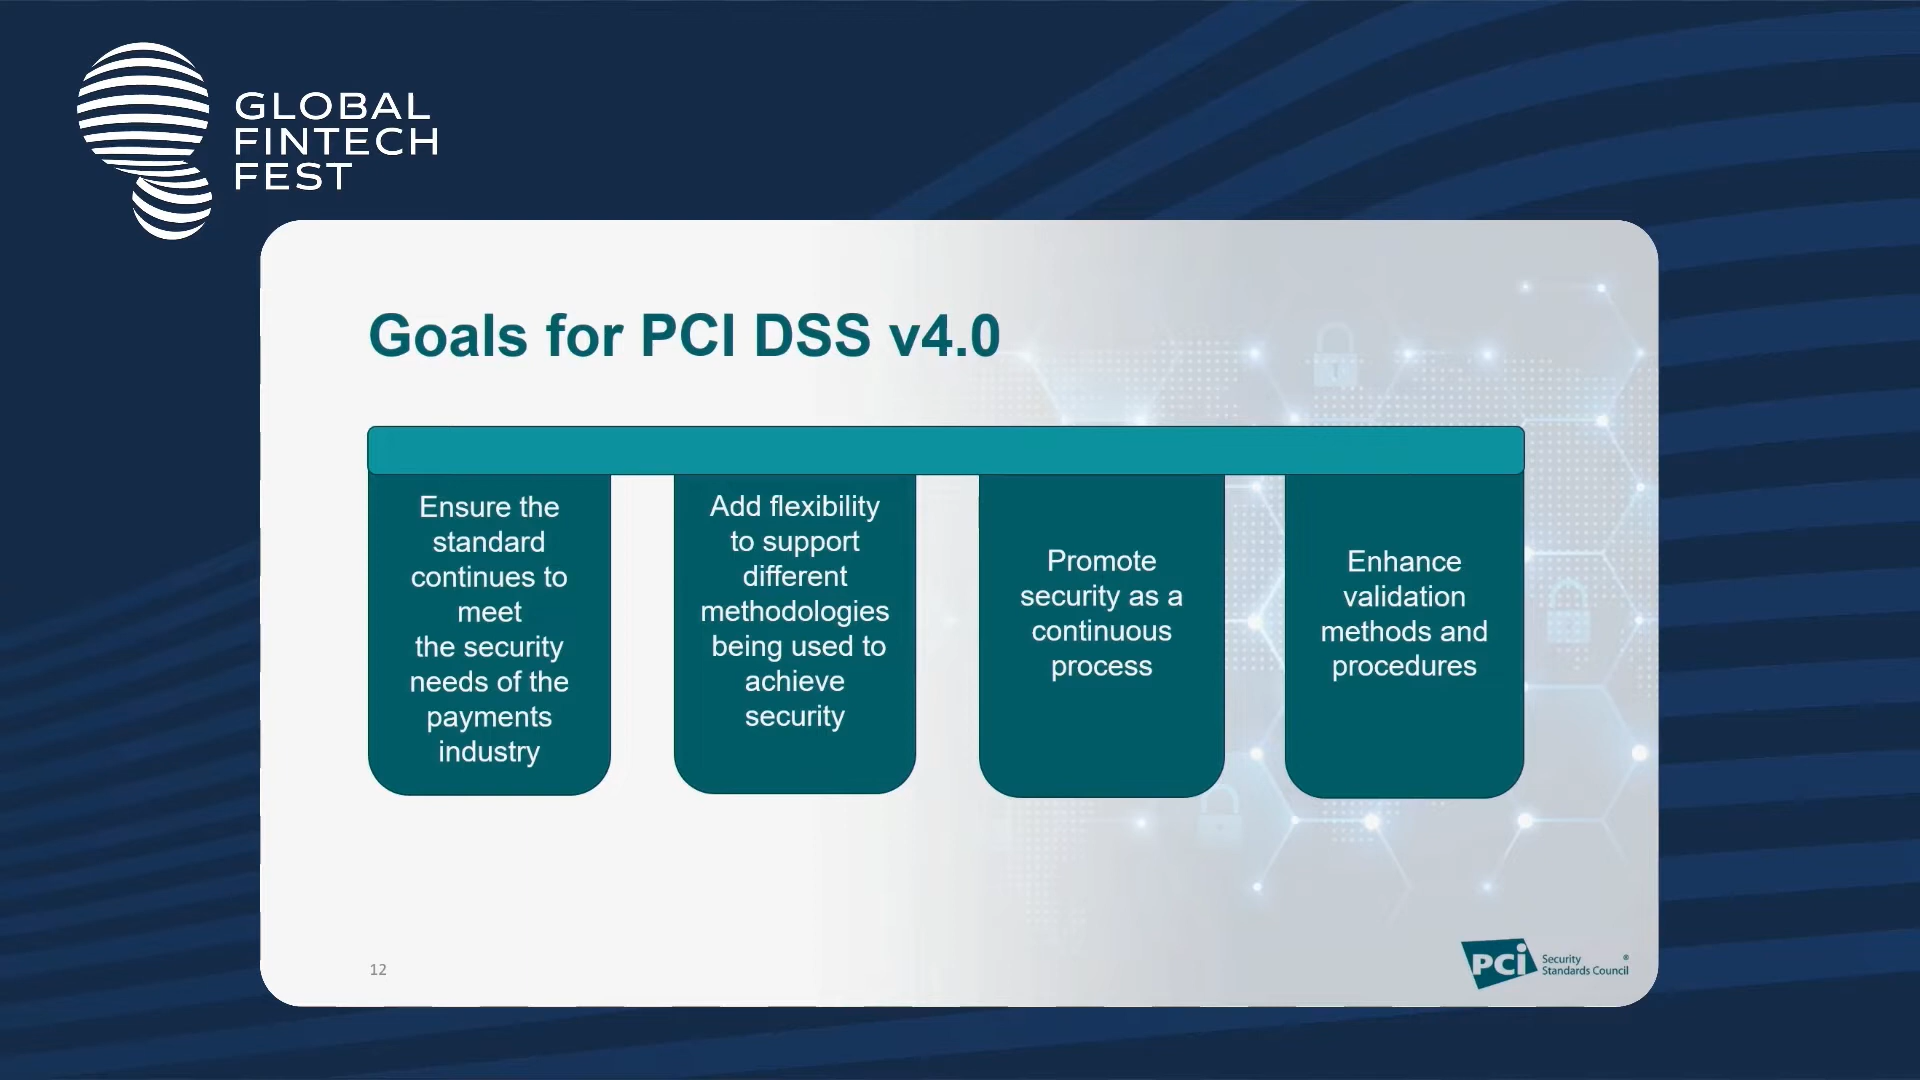 GLOBAL
FINTECH
FEST
Goals for PCI DSS v4.0
Ensure the
standard
continues to
meet
the security
needs of the
payments
industry
Add flexibility
to support
different
methodologies
being used to
achieve
security
Promote
security as a
continuous
process
Enhance
validation
methods and
procedures
12
PCi
Security ®
Standards Council